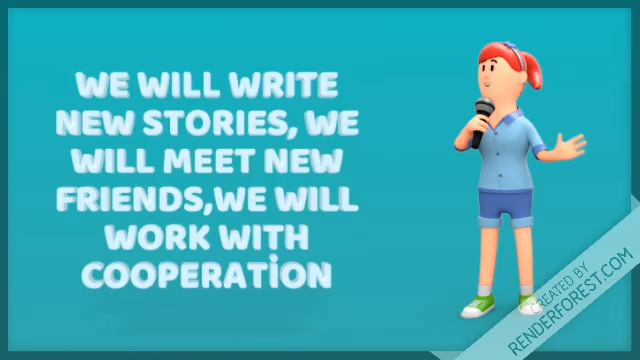 WE WILL WRITE
NEW STORIES, WE
WILL MEET NEW
FRIENDS,WE WILL
WORK WITH
COOPERATİON
CREATED BY
RENDERFOREST.COM